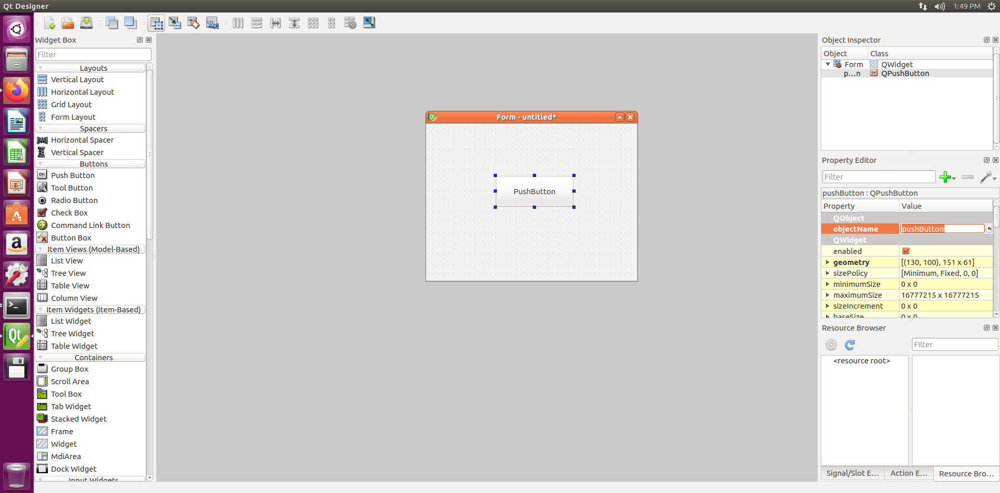 Qt Designer
1:49 PM
Widget Box
Filter
Layouts
Vertical Layout
Horizontal Layout
Grid Layout
Form Layout
Spacers
Horizontal Spacer
Vertical Spacer
Buttons
Push Button
Tool Button
Radio Button
Check Box
Command Link Button
Button Box
Item Views (Model-Based)
List View
Tree View
Table View
Column View
Item Widgets (Item-Based)
List Widget
Tree Widget
Table Widget
Containers
Group Box
Scroll Area
Tool Box
Tab Widget
Stacked Widget
Frame
Widget
MdiArea
Dock Widget
Input Widgets
Form - untitled*
PushButton
Object Inspector
Object Class
Form QWidget
p...n QPushButton
Property Editor
Filter
pushButton : QPushButton
Property Value
QObject
objectName pushButton
QWidget
enabled
geometry [(130, 100), 151 x 61]
sizePolicy [Minimum, Fixed, 0, 0]
minimumSize 0 x 0
maximumSize 16777215 x 16777215
sizeIncrement 0 x 0
baseSize 0 x 0
Resource Browser
Filter
<resource root>
Signal/Slot E... Action E... Resource Bro...